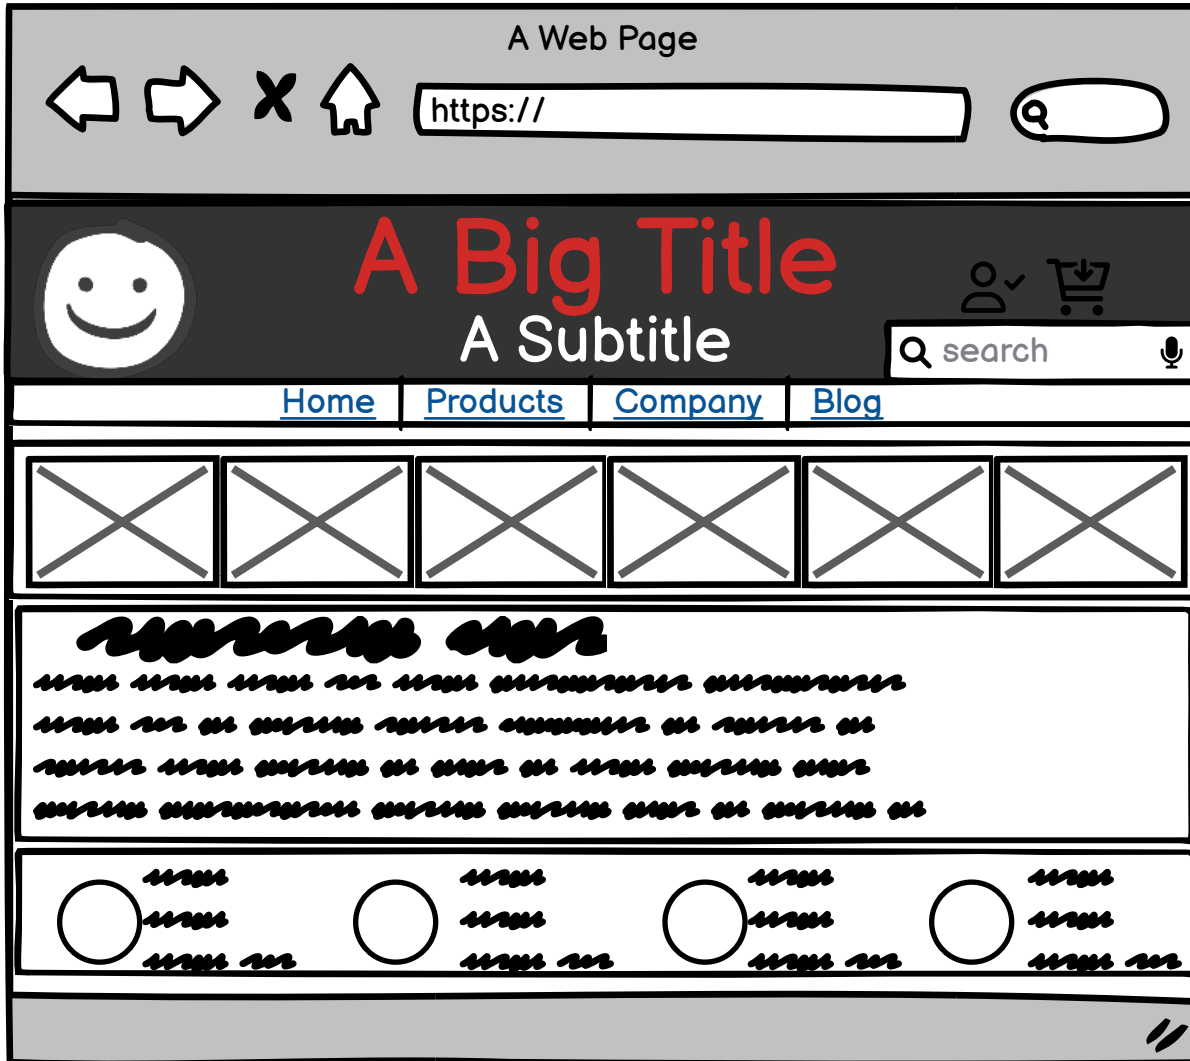 A Web Page
https://
A Big Title
A Subtitle
search
Home Products Company Blog